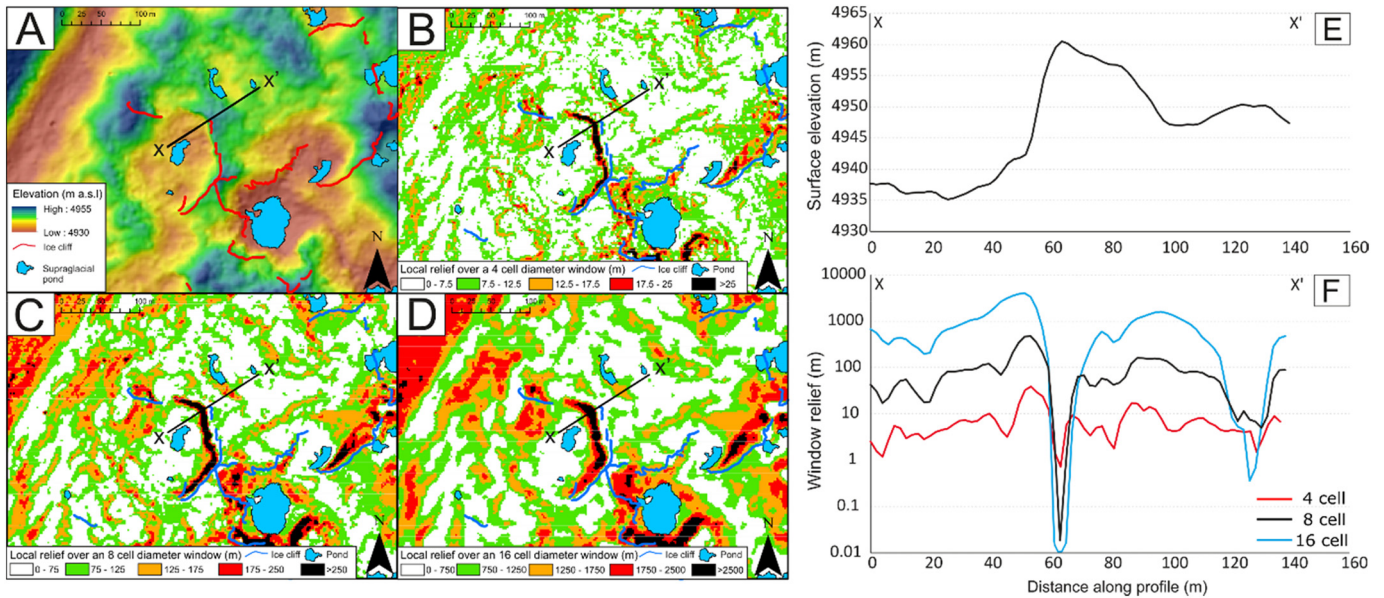 A
0 25 50 100 m
X
X'
Elevation (m a.s.l)
High : 4955
Low : 4930
Ice cliff
Supraglacial
pond
N
B
0 25 50 100 m
X
X'
N
Local relief over a 4 cell diameter window (m) Ice cliff Pond
0 - 7.5 7.5 - 12.5 12.5 - 17.5 17.5 - 25 >25
C
0 25 50 100 m
X
X'
N
Local relief over an 8 cell diameter window (m) Ice cliff Pond
0 - 75 75 - 125 125 - 175 175 - 250 >250
D
0 25 50 100 m
X
X'
N
Local relief over an 16 cell diameter window (m) Ice cliff Pond
0 - 750 750 - 1250 1250 - 1750 1750 - 2500 >2500
E
X X'
Surface elevation (m)
4965
4960
4955
4950
4945
4940
4935
4930
0 20 40 60 80 100 120 140 160
F
X X'
Window relief (m)
10000
1000
100
10
1
0.1
0.01
4 cell
8 cell
16 cell
0 20 40 60 80 100 120 140 160
Distance along profile (m)